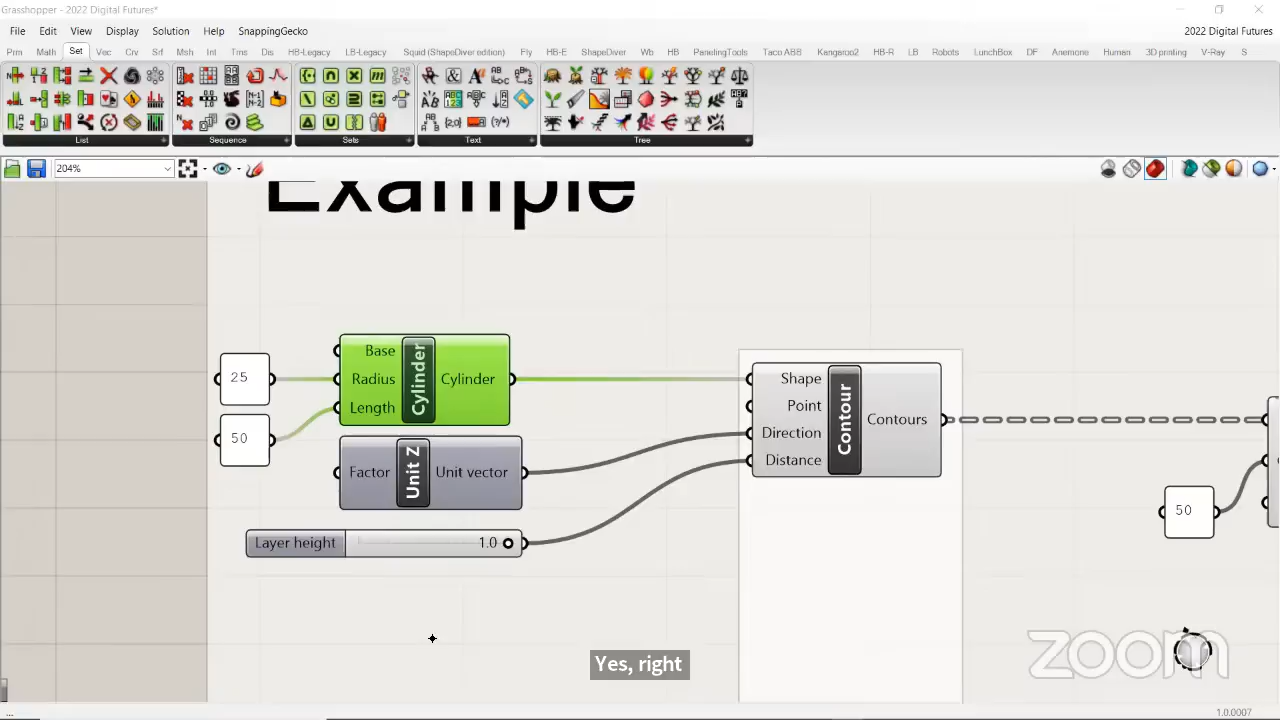 Grasshopper - 2022 Digital Futures*
File Edit View Display Solution Help SnappingGecko
2022 Digital Futures
Prm Math Set Vec Crv Srf Msh Int Trns Dis HB-Legacy LB-Legacy Squid (ShapeDiver edition) Fly HB-E ShapeDiver Wb HB PanelingTools Taco ABB Kangaroo2 HB-R LB Robots LunchBox DF Anemone Human 3D printing V-Ray S
List Sequence Sets Text Tree
204%
Example
Base
Radius
Length
Cylinder
Cylinder
25
50
Factor
Unit Z
Unit vector
Layer height 1.0
Shape
Point
Direction
Distance
Contour
Contours
50
Yes, right
zoom
... 1.0.0007